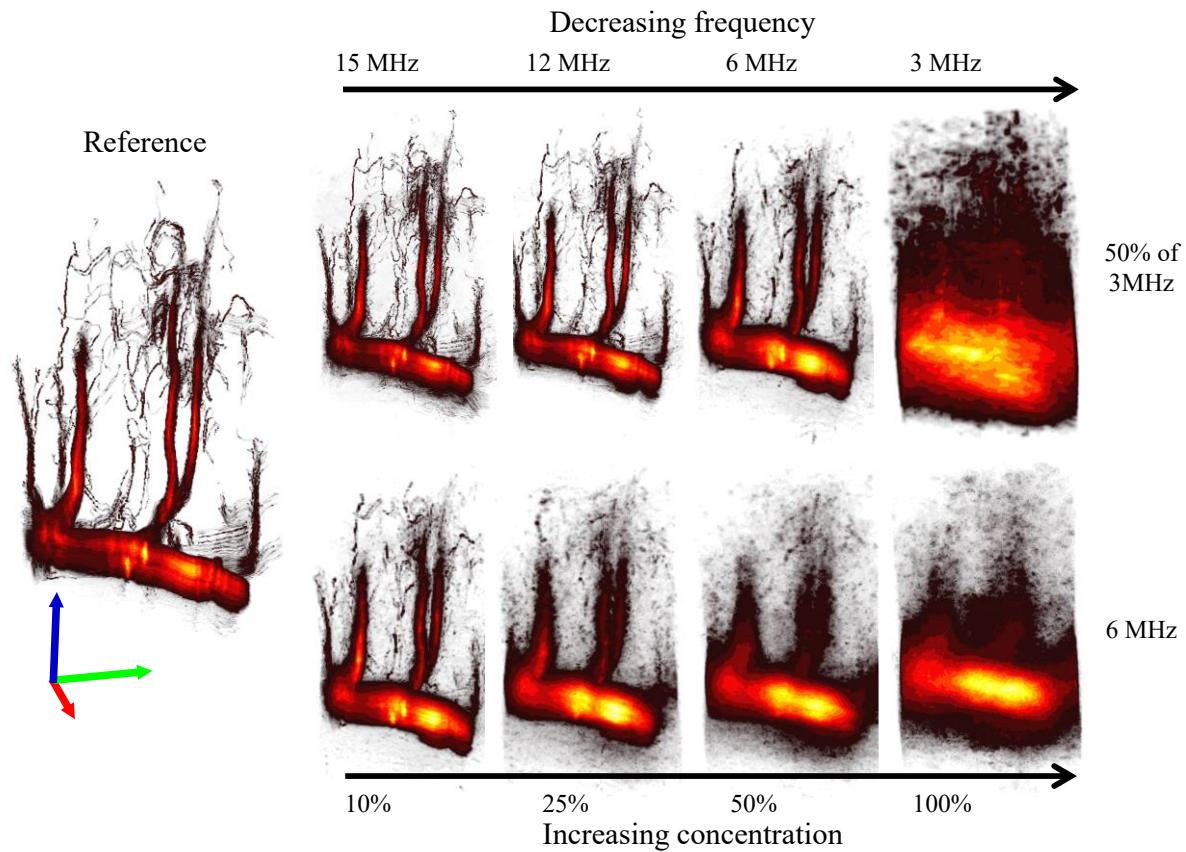 Decreasing frequency
15 MHz
12 MHz
6 MHz
3 MHz
Reference
50% of
3MHz
6 MHz
10%
25%
50%
100%
Increasing concentration